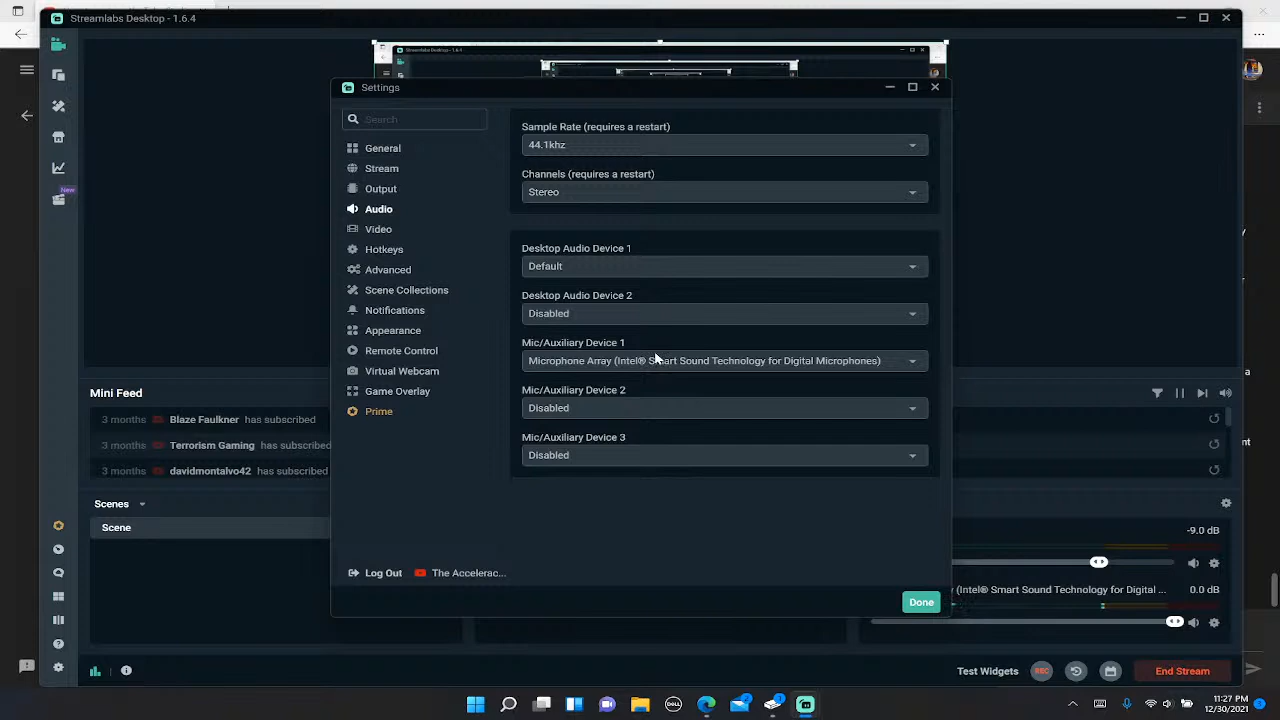 Streamlabs Desktop - 1.6.4
Settings
Search
General
Stream
Output
Audio
Video
Hotkeys
Advanced
Scene Collections
Notifications
Appearance
Remote Control
Virtual Webcam
Game Overlay
Prime
Log Out
The Accelerac...
Sample Rate (requires a restart)
44.1khz
Channels (requires a restart)
Stereo
Desktop Audio Device 1
Default
Desktop Audio Device 2
Disabled
Mic/Auxiliary Device 1
Microphone Array (Intel® Smart Sound Technology for Digital Microphones)
Mic/Auxiliary Device 2
Disabled
Mic/Auxiliary Device 3
Disabled
Done
New
Mini Feed
3 months Blaze Faulkner has subscribed
3 months Terrorism Gaming has subscribed
3 months davidmontalvo42 has subscribed
Scenes
Scene
-9.0 dB
(Intel® Smart Sound Technology for Digital ... 0.0 dB
Test Widgets
REC
End Stream
11:27 PM